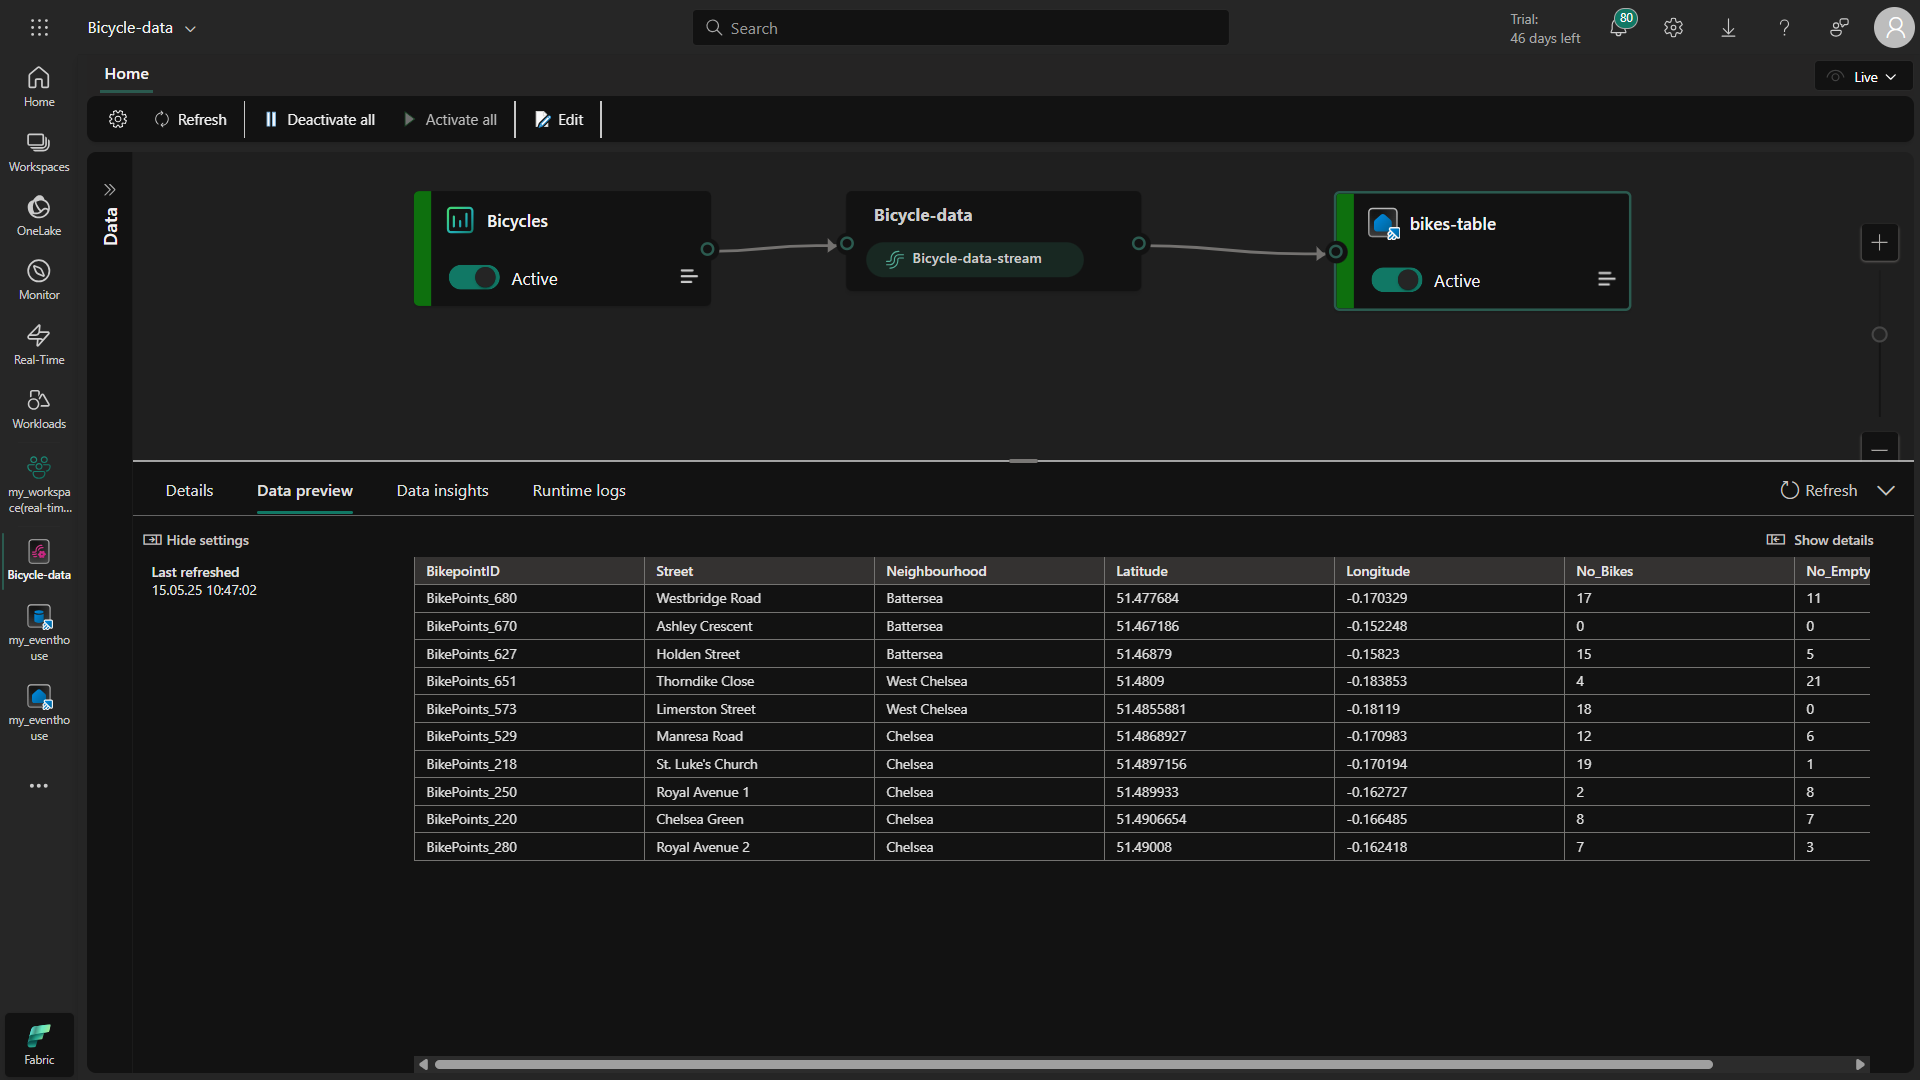 Bicycle-data
Search
Trial:
46 days left
80
Home
Live
Refresh
Deactivate all
Activate all
Edit
Home
Workspaces
OneLake
Monitor
Real-Time
Workloads
my_workspa
ce(real-tim...
Bicycle-data
my_eventho
use
my_eventho
use
Fabric
Data
Bicycles
Active
Bicycle-data
Bicycle-data-stream
bikes-table
Active
Details
Data preview
Data insights
Runtime logs
Refresh
Hide settings
Show details
Last refreshed
15.05.25 10:47:02
BikepointID Street Neighbourhood Latitude Longitude No_Bikes No_Empty
BikePoints_680 Westbridge Road Battersea 51.477684 -0.170329 17 11
BikePoints_670 Ashley Crescent Battersea 51.467186 -0.152248 0 0
BikePoints_627 Holden Street Battersea 51.46879 -0.15823 15 5
BikePoints_651 Thorndike Close West Chelsea 51.4809 -0.183853 4 21
BikePoints_573 Limerston Street West Chelsea 51.4855881 -0.18119 18 0
BikePoints_529 Manresa Road Chelsea 51.4868927 -0.170983 12 6
BikePoints_218 St. Luke's Church Chelsea 51.4897156 -0.170194 19 1
BikePoints_250 Royal Avenue 1 Chelsea 51.489933 -0.162727 2 8
BikePoints_220 Chelsea Green Chelsea 51.4906654 -0.166485 8 7
BikePoints_280 Royal Avenue 2 Chelsea 51.49008 -0.162418 7 3